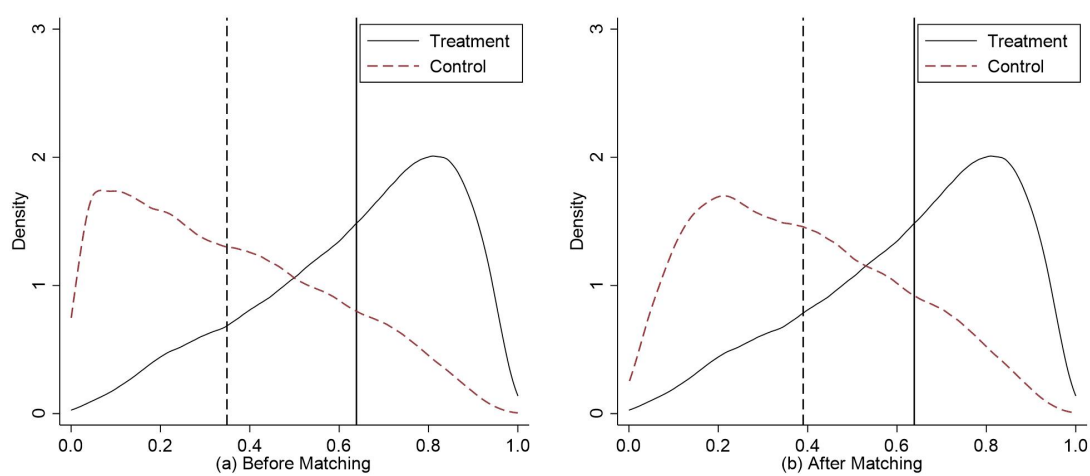 3
2
1
0
Density
Treatment
Control
0.0 0.2 0.4 0.6 0.8 1.0
(a) Before Matching
3
2
1
0
Density
Treatment
Control
0.0 0.2 0.4 0.6 0.8 1.0
(b) After Matching